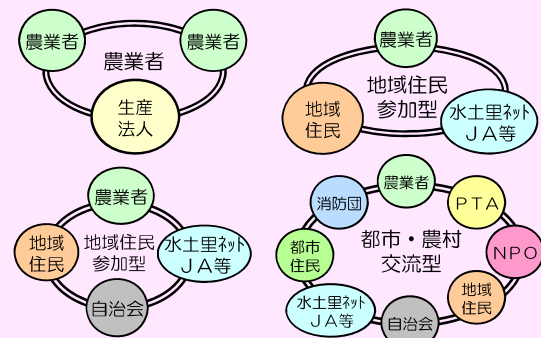 農業者
農業者
農業者
生産
法人
農業者
地域住民
参加型
地域
住民
水土里ネット
ＪＡ等
農業者
地域
住民
地域住民
参加型
水土里ネット
ＪＡ等
自治会
農業者
消防団
ＰＴＡ
都市・農村
交流型
都市
住民
ＮＰＯ
地域
住民
水土里ネット
ＪＡ等
自治会